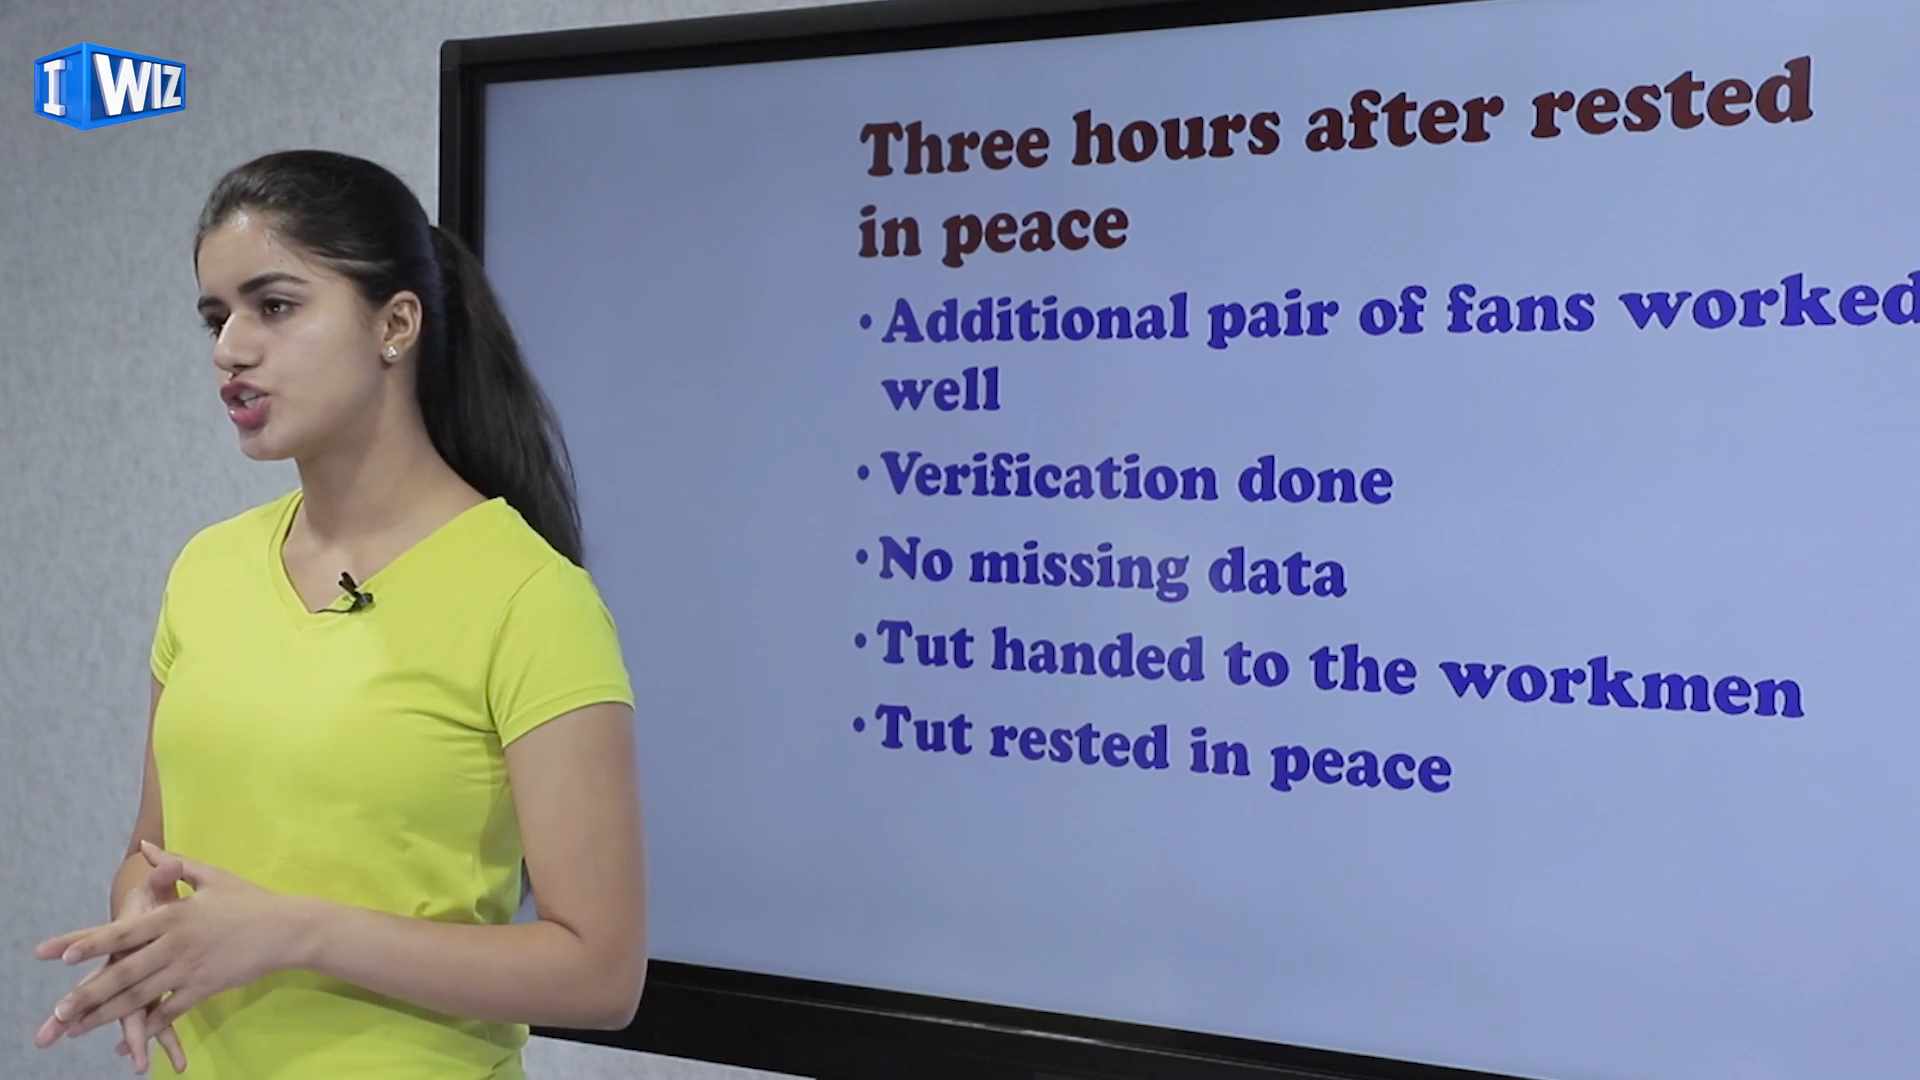 I WIZ
Three hours after rested
in peace
• Additional pair of fans worked
well
• Verification done
• No missing data
• Tut handed to the workmen
• Tut rested in peace